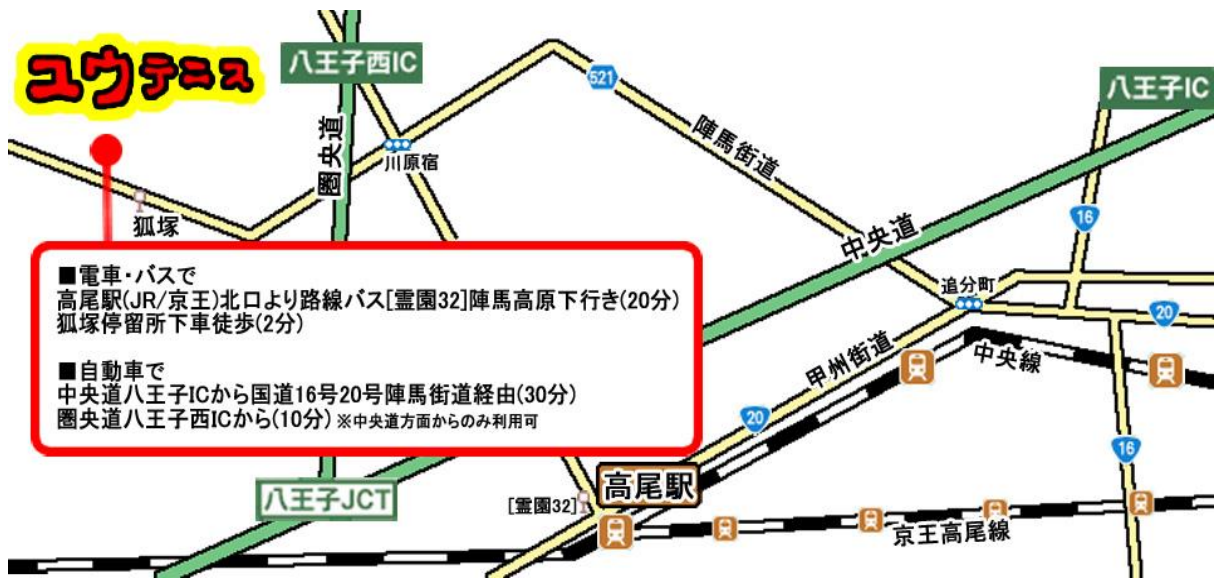 ユウテニス
八王子西IC
521
八王子IC
陣馬街道
圏央道
川原宿
狐塚
16
中央道
■電車・バスで
高尾駅(JR/京王)北口より路線バス[霊園32]陣馬高原下行き(20分)
狐塚停留所下車徒歩(2分)
■自動車で
中央道八王子ICから国道16号20号陣馬街道経由(30分)
圏央道八王子西ICから(10分)※中央道方面からのみ利用可
追分町
20
甲州街道
中央線
20
16
八王子JCT
高尾駅
[霊園32]
京王高尾線